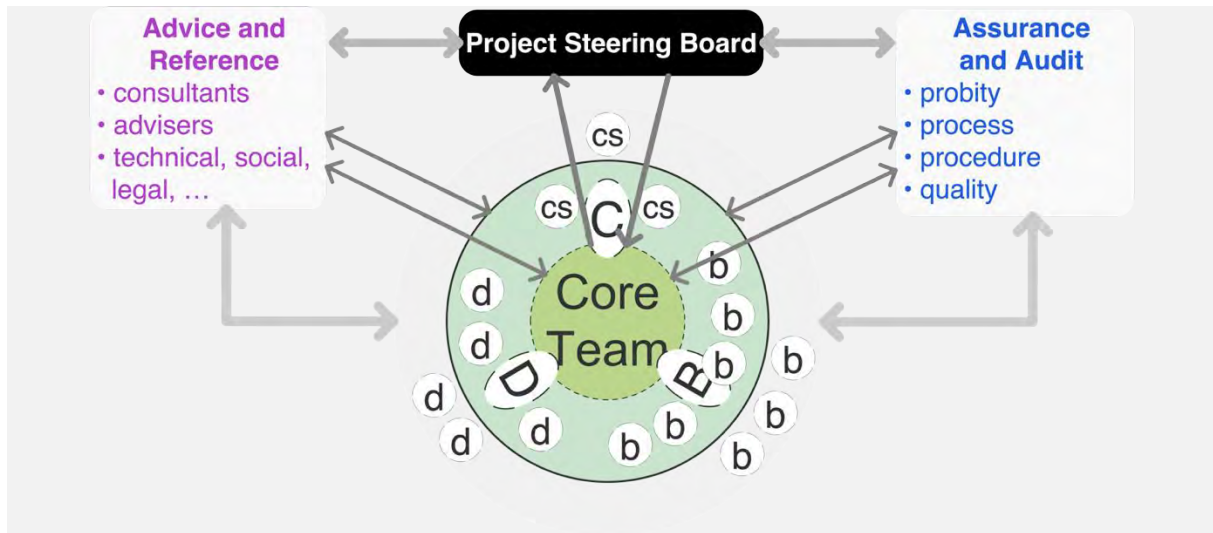 Advice and
Reference
• consultants
• advisers
• technical, social,
legal, …
Project Steering Board
Assurance
and Audit
• probity
• process
• procedure
• quality
cs
cs
C
cs
b
d
Core
b
d
Team
b
b
D
B
d
b
d
d
b
b
b